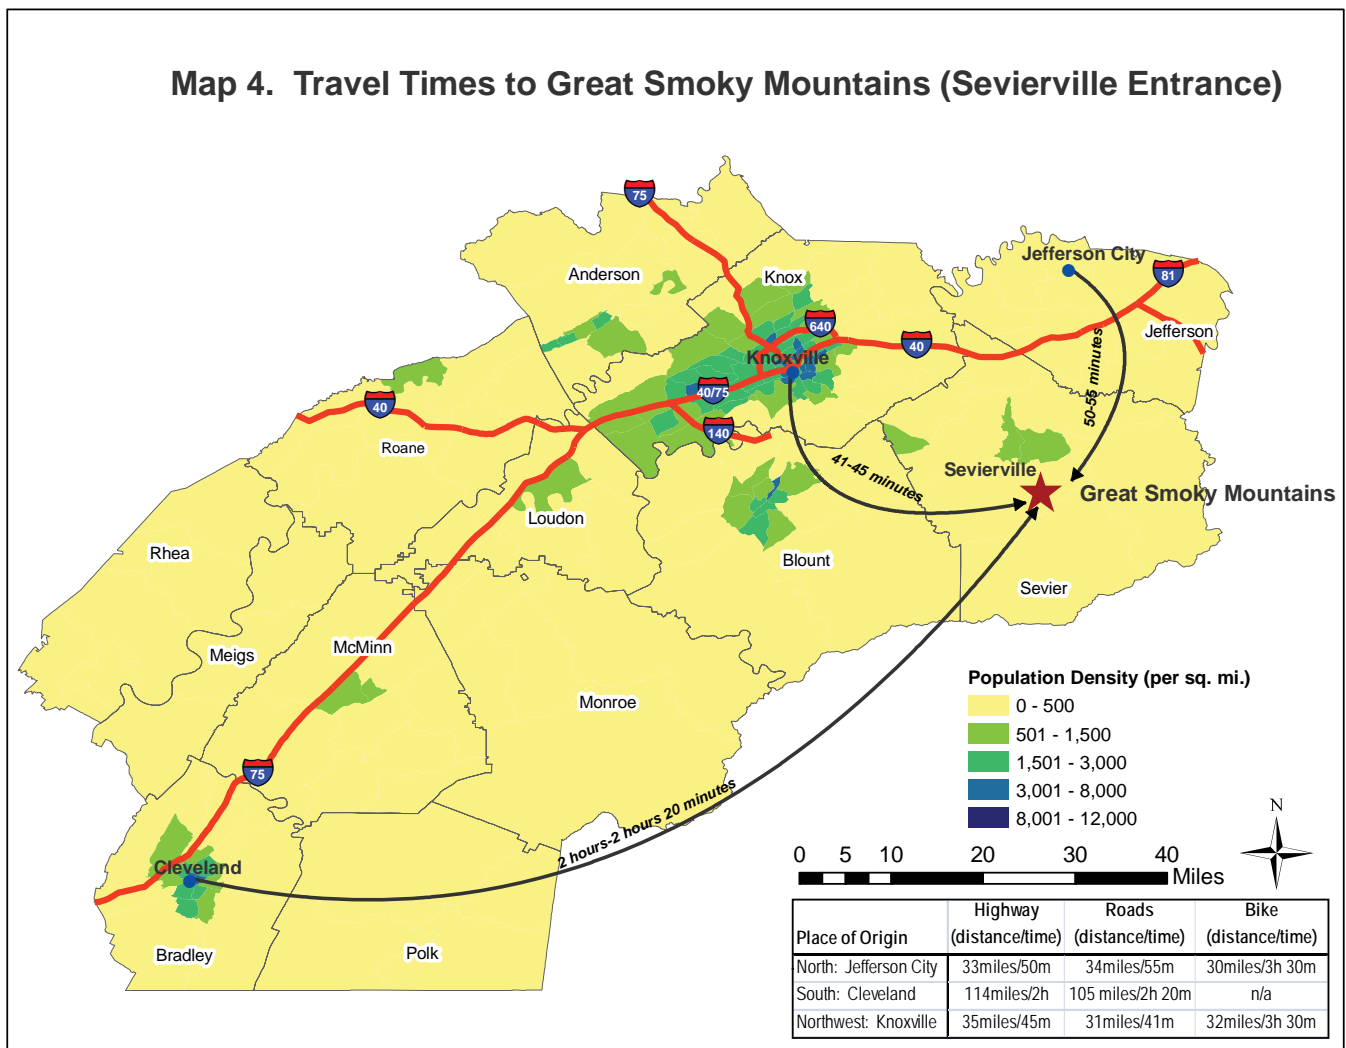 Map 4. Travel Times to Great Smoky Mountains (Sevierville Entrance)
75
Jefferson City
81
Anderson
Knox
640
Jefferson
40
Knoxville
50-55 minutes
40/75
40
140
Roane
41-45 minutes
Sevierville
Great Smoky Mountains
Loudon
Rhea
Blount
Sevier
McMinn
Meigs
Monroe
75
2 hours-2 hours 20 minutes
Cleveland
Bradley
Polk
Population Density (per sq. mi.)
0 - 500
501 - 1,500
1,501 - 3,000
3,001 - 8,000
8,001 - 12,000
N
0 5 10 20 30 40
Miles
Place of Origin Highway (distance/time) Roads (distance/time) Bike (distance/time)
North: Jefferson City 33miles/50m 34miles/55m 30miles/3h 30m
South: Cleveland 114miles/2h 105 miles/2h 20m n/a
Northwest: Knoxville 35miles/45m 31miles/41m 32miles/3h 30m